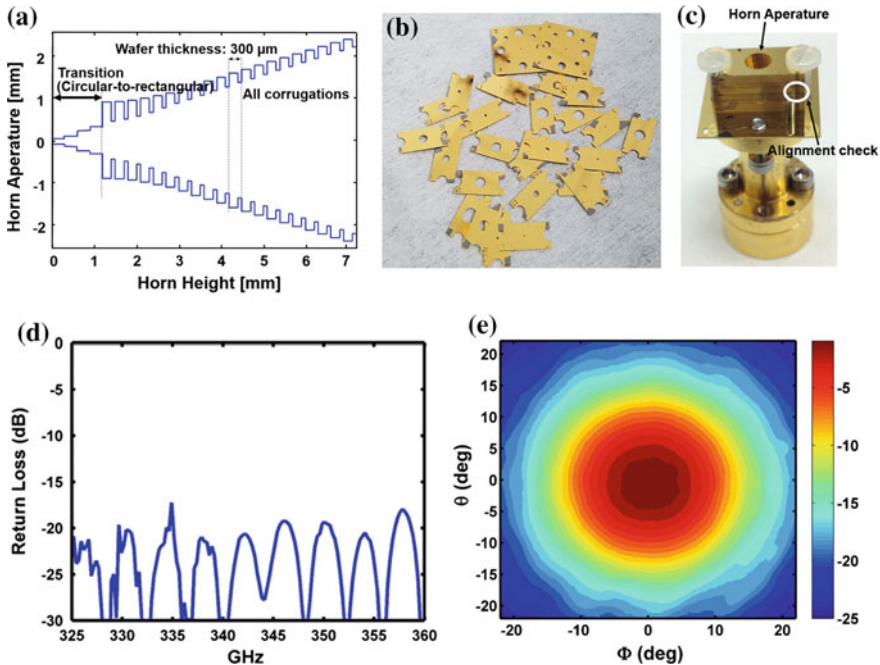 (a)
Horn Aperature [mm]
2
1
0
-1
-2
Wafer thickness: 300 µm
Transition
(Circular-to-rectangular)
All corrugations
0 1 2 3 4 5 6 7
Horn Height [mm]
(b)
(c)
Horn Aperature
Alignment check
(d)
Return Loss (dB)
0
-5
-10
-15
-20
-25
-30
325 330 335 340 345 350 355 360
GHz
(e)
θ (deg)
20
15
10
5
0
-5
-10
-15
-20
-20 -10 0 10 20
Φ (deg)
-5
-10
-15
-20
-25